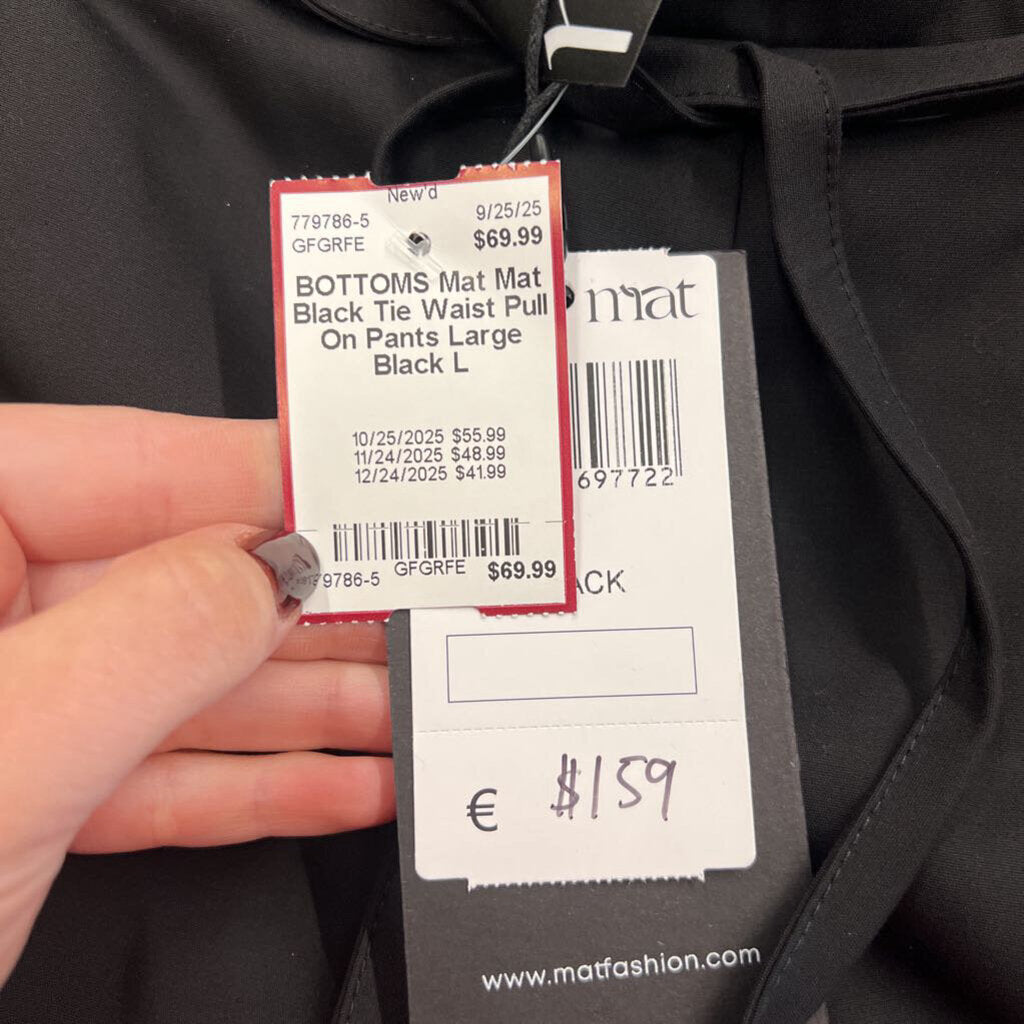 New'd
779786-5 9/25/25
GFGRFE $69.99
BOTTOMS Mat Mat
Black Tie Waist Pull
On Pants Large
Black L
10/25/2025 $55.99
11/24/2025 $48.99
12/24/2025 $41.99
79786-5 GFGRFE $69.99
mat
697722
ACK
€ $159
www.matfashion.com